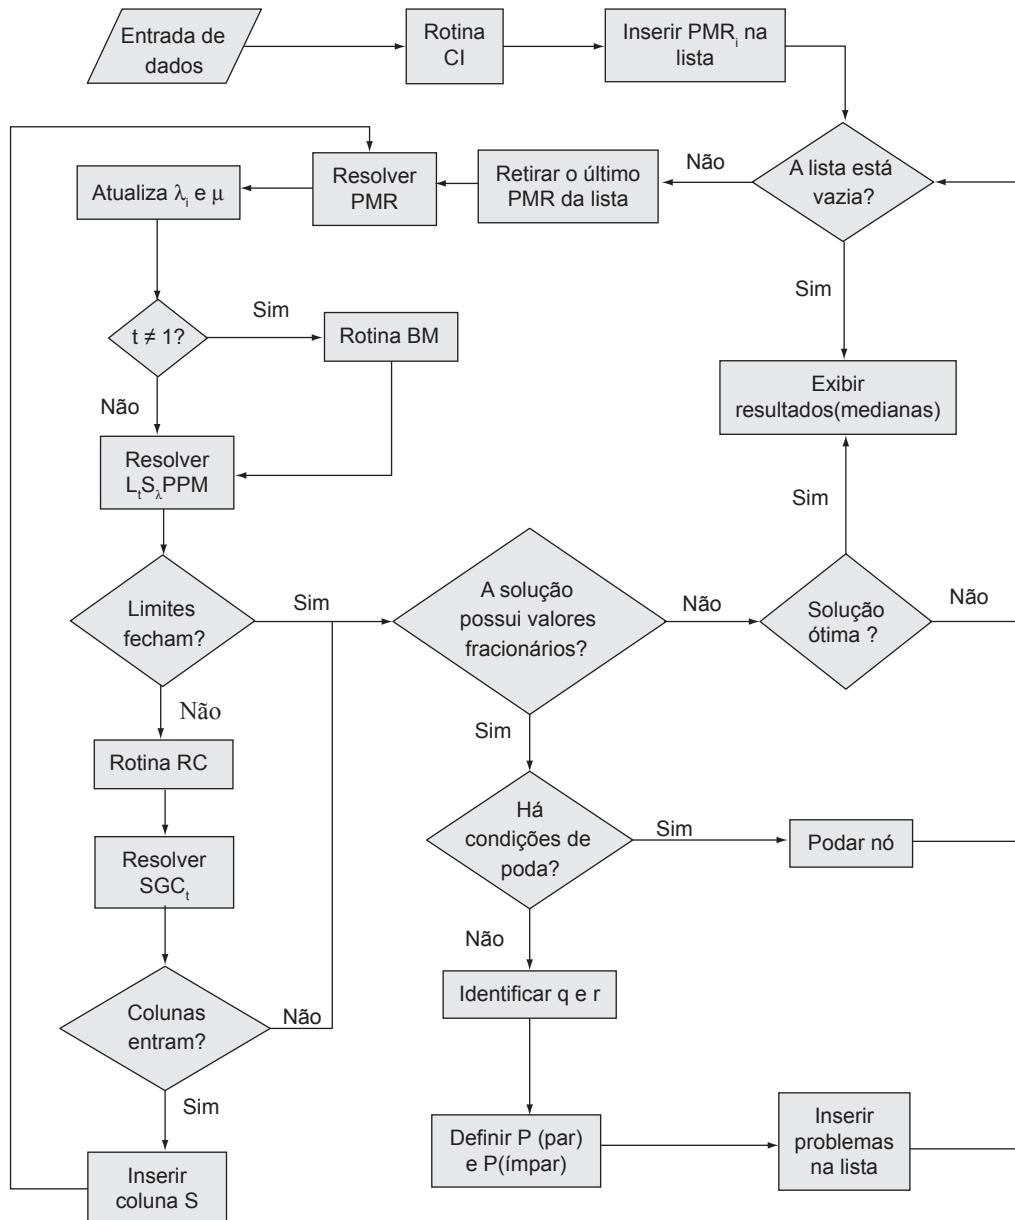 Entrada de
dados
Rotina
CI
Inserir PMRi na
lista
A lista está
vazia?
Não
Retirar o último
PMR da lista
Resolver
PMR
Atualiza λi e μ
Sim
t ≠ 1?
Sim
Rotina BM
Não
Exibir
resultados(medianas)
Resolver
LtSλPPM
Sim
Limites
fecham?
Sim
A solução
possui valores
fracionários?
Não
Solução
ótima ?
Não
Não
Sim
Rotina RC
Há
condições de
poda?
Sim
Podar nó
Resolver
SGCt
Não
Colunas
entram?
Não
Identificar q e r
Sim
Definir P (par)
e P(ímpar)
Inserir
problemas
na lista
Inserir
coluna S